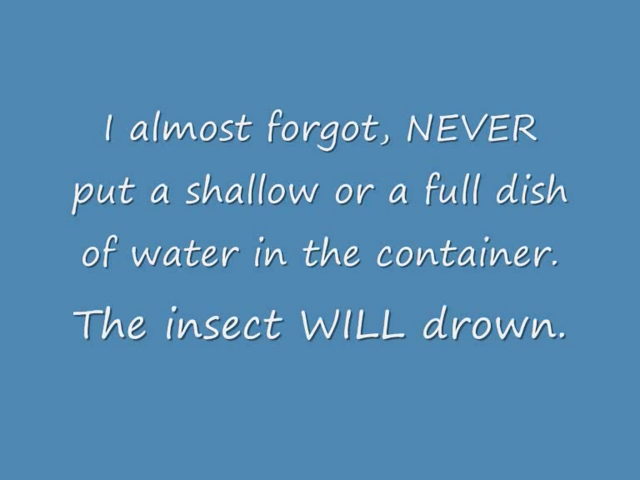 I almost forgot, NEVER
put a shallow or a full dish
of water in the container.
The insect WILL drown.